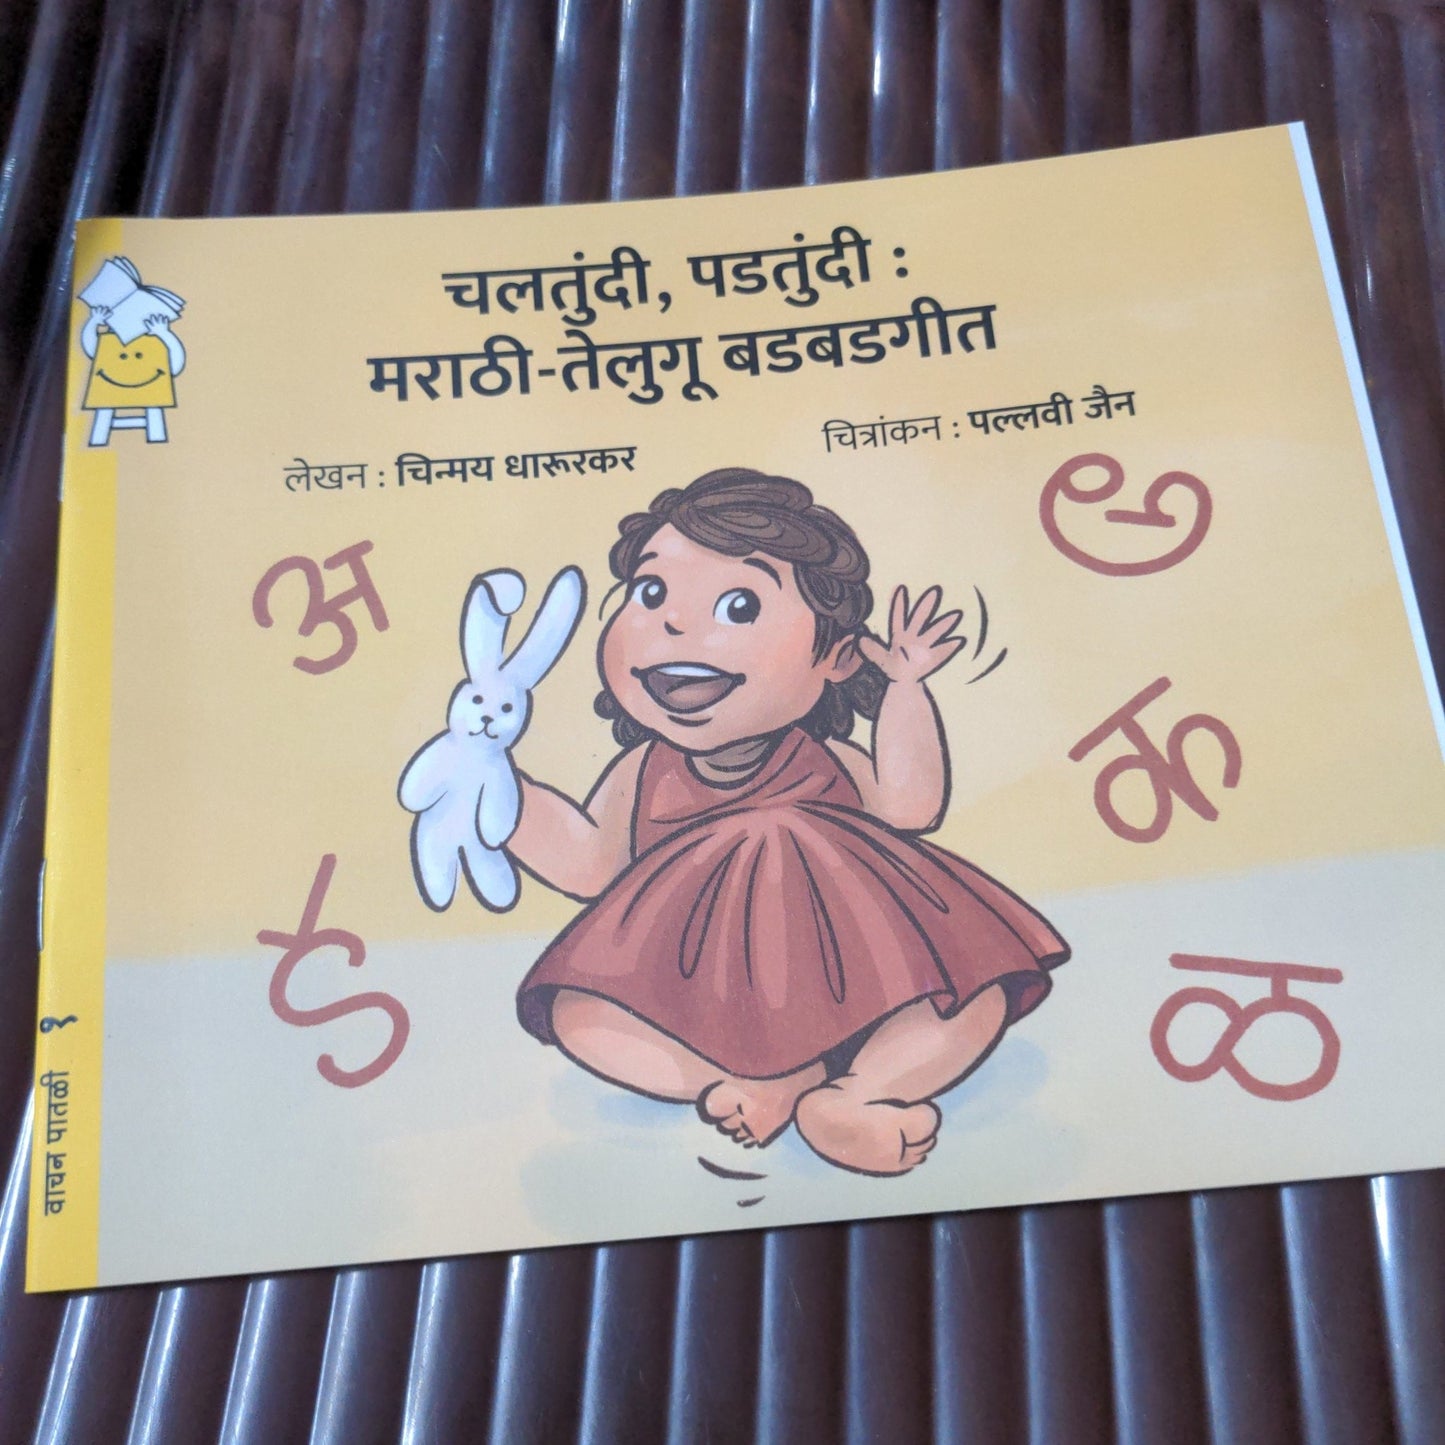 चलतुंदी, पडतुंदी :
मराठी-तेलुगू बडबडगीत
लेखन : चिन्मय धारूरकर
चित्रांकन : पल्लवी जैन
अ
అ
क
ड
ळ
वाचन पातळी १